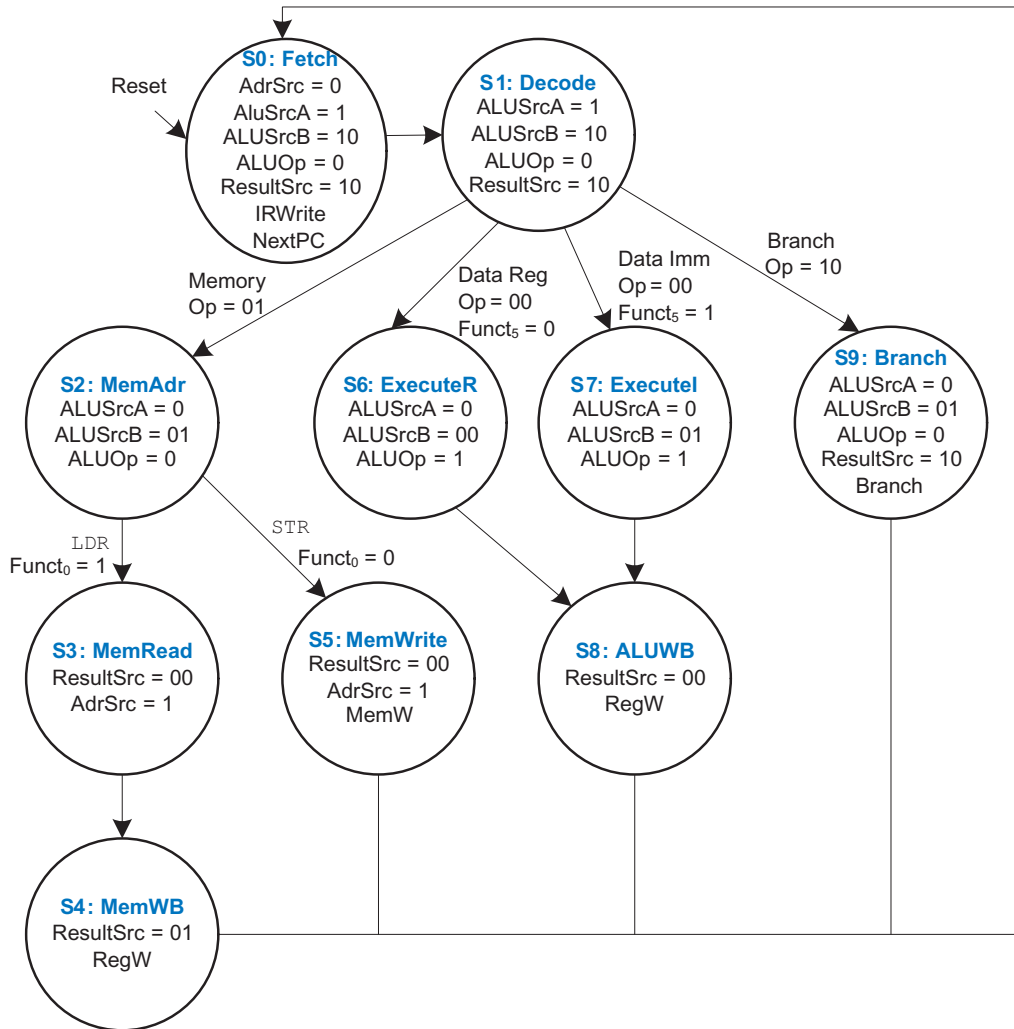 Reset
S0: Fetch
AdrSrc = 0
AluSrcA = 1
ALUSrcB = 10
ALUOp = 0
ResultSrc = 10
IRWrite
NextPC
S1: Decode
ALUSrcA = 1
ALUSrcB = 10
ALUOp = 0
ResultSrc = 10
Memory
Op = 01
Data Reg
Op = 00
Funct₅ = 0
Data Imm
Op = 00
Funct₅ = 1
Branch
Op = 10
S2: MemAdr
ALUSrcA = 0
ALUSrcB = 01
ALUOp = 0
S6: ExecuteR
ALUSrcA = 0
ALUSrcB = 00
ALUOp = 1
S7: ExecuteI
ALUSrcA = 0
ALUSrcB = 01
ALUOp = 1
S9: Branch
ALUSrcA = 0
ALUSrcB = 01
ALUOp = 0
ResultSrc = 10
Branch
LDR
Funct₀ = 1
STR
Funct₀ = 0
S3: MemRead
ResultSrc = 00
AdrSrc = 1
S5: MemWrite
ResultSrc = 00
AdrSrc = 1
MemW
S8: ALUWB
ResultSrc = 00
RegW
S4: MemWB
ResultSrc = 01
RegW